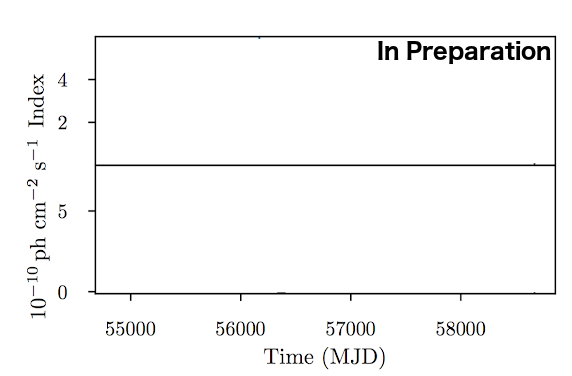 In Preparation
4
2
Index
5
0
10⁻¹⁰ ph cm⁻² s⁻¹
55000 56000 57000 58000
Time (MJD)